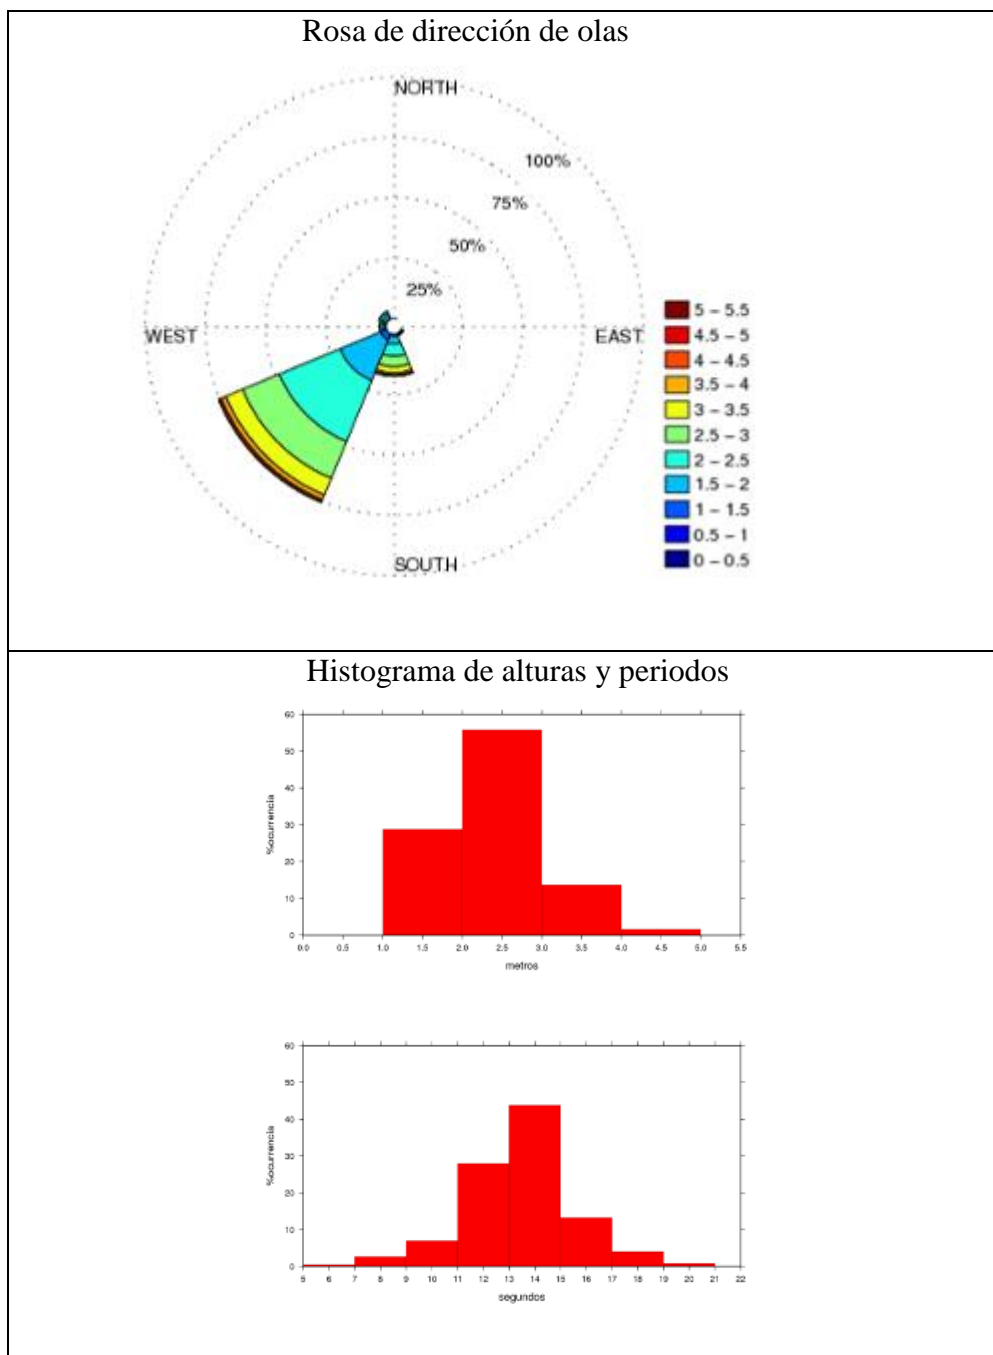 Rosa de dirección de olas
NORTH
100%
75%
50%
25%
WEST
EAST
SOUTH
5 – 5.5
4.5 – 5
4 – 4.5
3.5 – 4
3 – 3.5
2.5 – 3
2 – 2.5
1.5 – 2
1 – 1.5
0.5 – 1
0 – 0.5
Histograma de alturas y periodos
60
50
40
30
20
10
0
%ocurrencia
0.0 0.5 1.0 1.5 2.0 2.5 3.0 3.5 4.0 4.5 5.0 5.5
metros
60
50
40
30
20
10
0
%ocurrencia
5 6 7 8 9 10 11 12 13 14 15 16 17 18 19 20 21 22
segundos